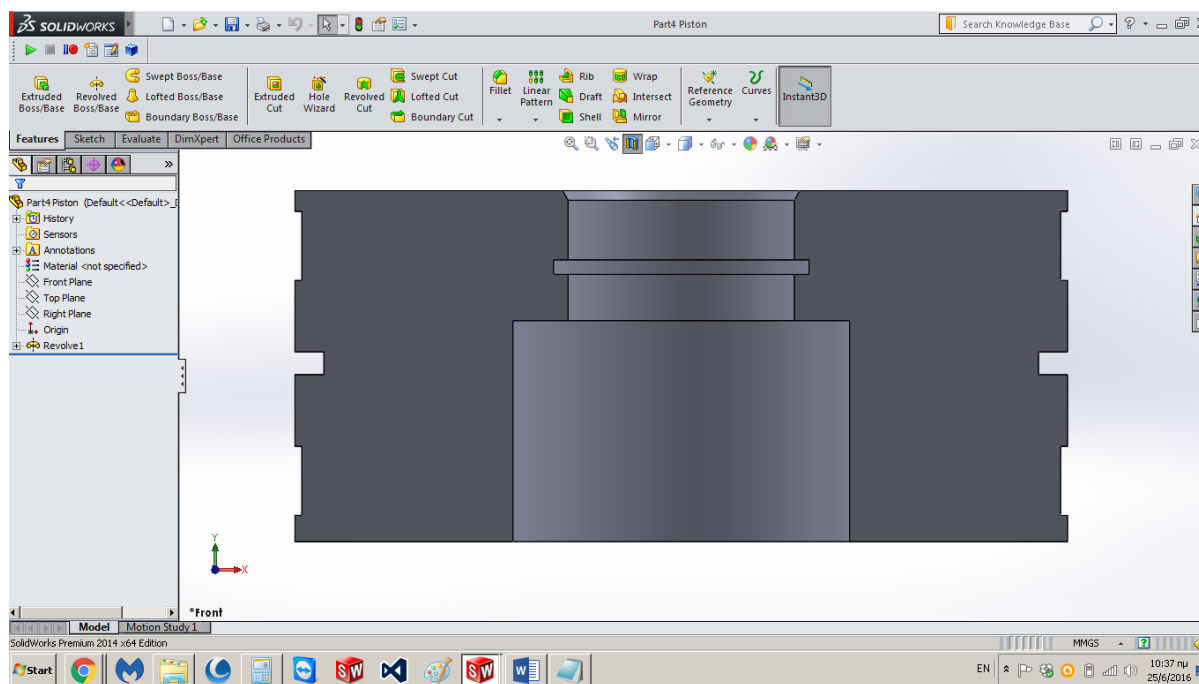 SOLIDWORKS
Part4 Piston
Search Knowledge Base
Extruded Boss/Base
Revolved Boss/Base
Swept Boss/Base
Lofted Boss/Base
Boundary Boss/Base
Extruded Cut
Hole Wizard
Revolved Cut
Swept Cut
Lofted Cut
Boundary Cut
Fillet
Linear Pattern
Rib
Draft
Shell
Wrap
Intersect
Mirror
Reference Geometry
Curves
Instant3D
Features Sketch Evaluate DimXpert Office Products
Part4 Piston (Default<<Default>_D
History
Sensors
Annotations
Material <not specified>
Front Plane
Top Plane
Right Plane
Origin
Revolve1
Y
X
*Front
Model Motion Study1
SolidWorks Premium 2014 x64 Edition
MMGS
Start
EN
10:37 πμ
25/6/2016